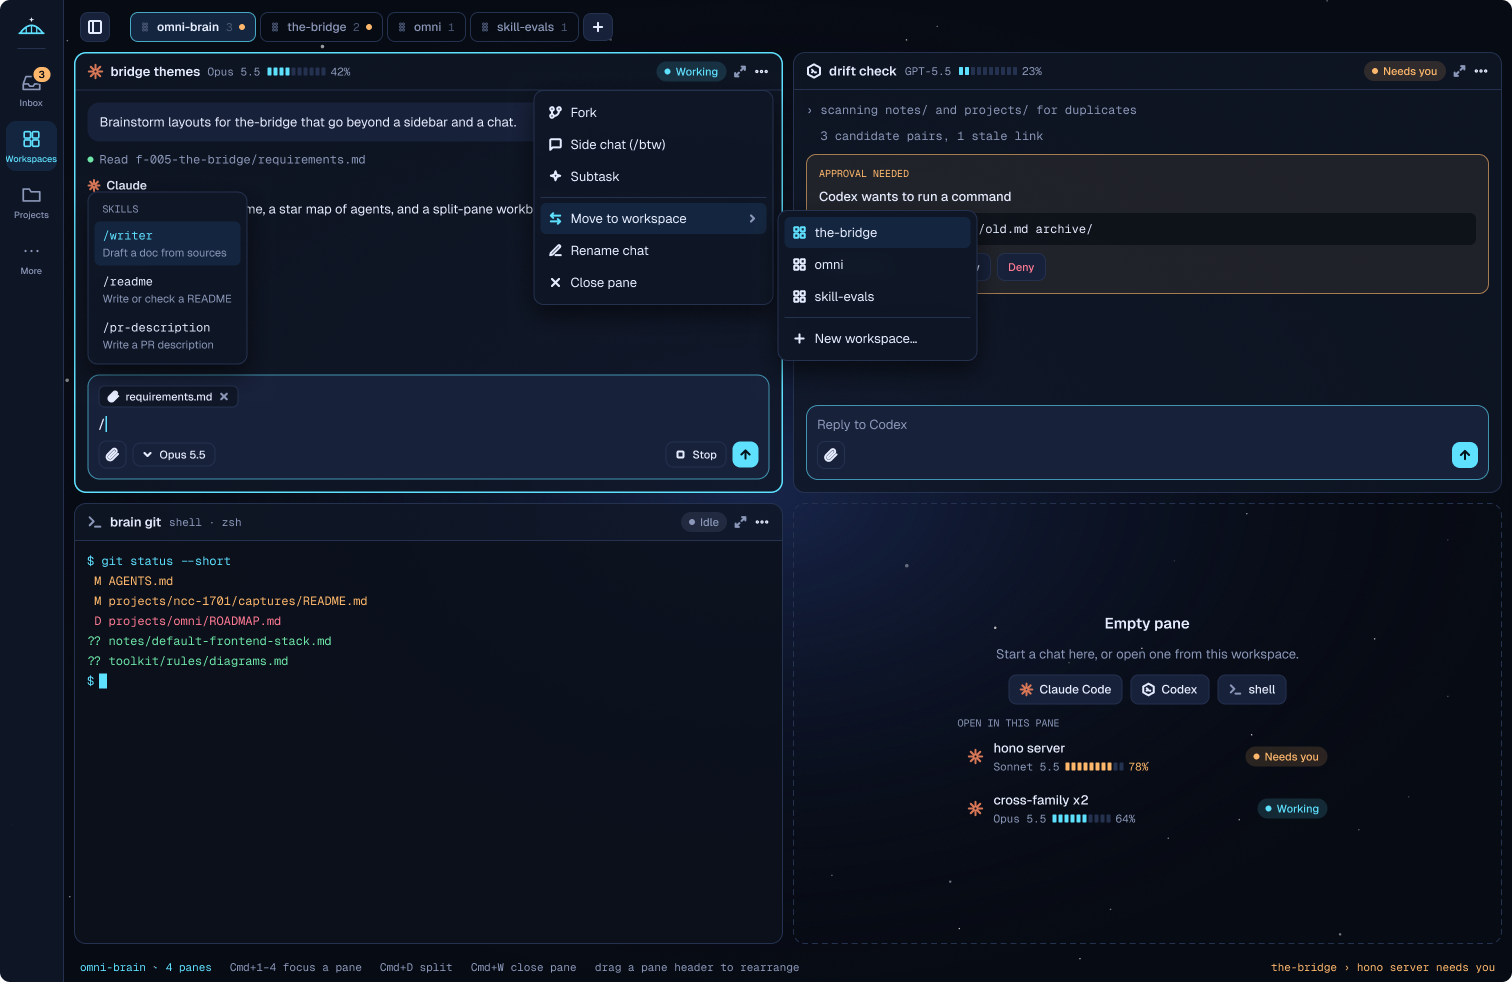 omni-brain 3
the-bridge 2
omni 1
skill-evals 1
3
Inbox
Workspaces
Projects
More
bridge themes Opus 5.5 42%
Working
Brainstorm layouts for the-bridge that go beyond a sidebar and a chat.
Read f-005-the-bridge/requirements.md
Claude
me, a star map of agents, and a split-pane workb
SKILLS
/writer
Draft a doc from sources
/readme
Write or check a README
/pr-description
Write a PR description
Fork
Side chat (/btw)
Subtask
Move to workspace
Rename chat
Close pane
the-bridge
omni
skill-evals
New workspace…
requirements.md
/
Opus 5.5
Stop
drift check GPT-5.5 23%
Needs you
› scanning notes/ and projects/ for duplicates
3 candidate pairs, 1 stale link
APPROVAL NEEDED
Codex wants to run a command
/old.md archive/
Deny
Reply to Codex
brain git shell · zsh
Idle
$ git status --short
M AGENTS.md
M projects/ncc-1701/captures/README.md
D projects/omni/ROADMAP.md
?? notes/default-frontend-stack.md
?? toolkit/rules/diagrams.md
$
Empty pane
Start a chat here, or open one from this workspace.
Claude Code
Codex
shell
OPEN IN THIS PANE
hono server
Sonnet 5.5 78%
Needs you
cross-family x2
Opus 5.5 64%
Working
omni-brain ~ 4 panes Cmd+1-4 focus a pane Cmd+D split Cmd+W close pane drag a pane header to rearrange
the-bridge › hono server needs you